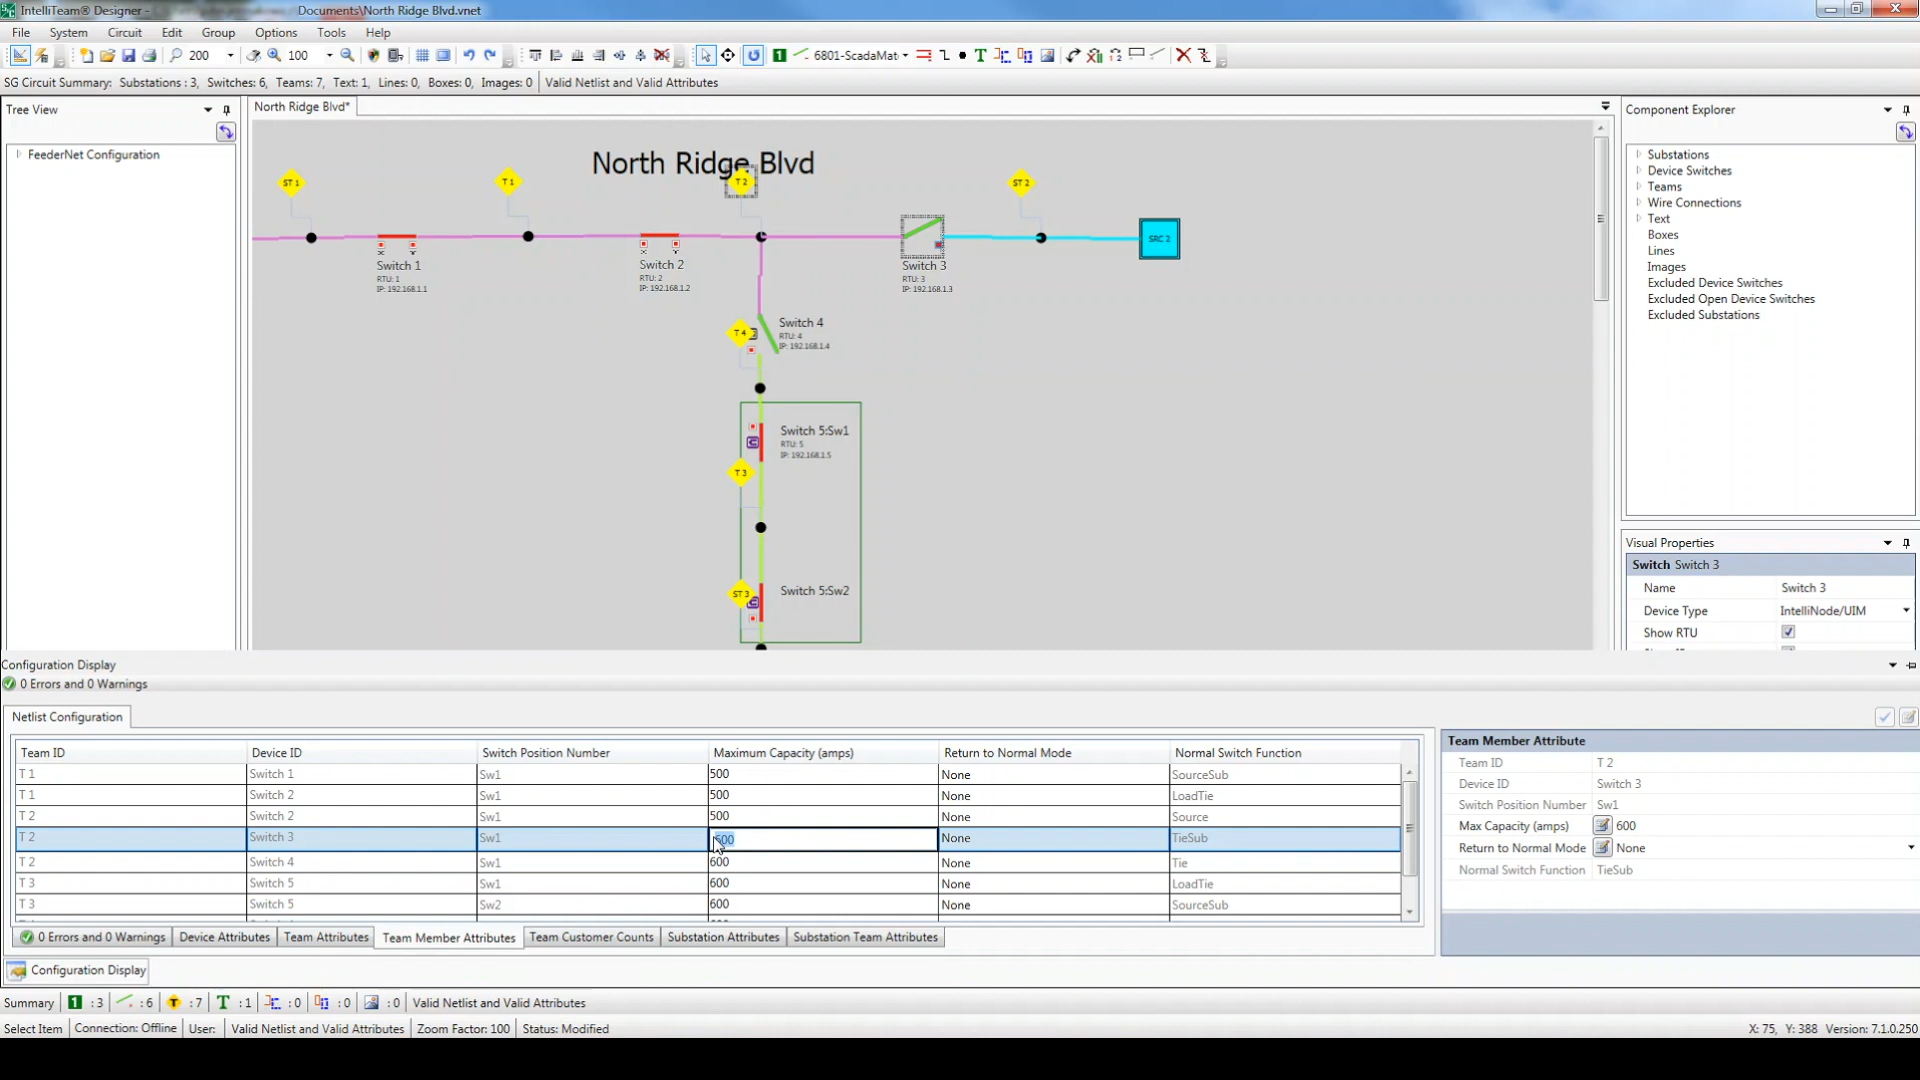 IntelliTeam® Designer -
Documents\North Ridge Blvd.vnet
File System Circuit Edit Group Options Tools Help
200 100 1 6801-ScadaMat T
SG Circuit Summary: Substations : 3, Switches: 6, Teams: 7, Text: 1, Lines: 0, Boxes: 0, Images: 0 Valid Netlist and Valid Attributes
Tree View
FeederNet Configuration
North Ridge Blvd*
North Ridge Blvd
ST 1
T 1
T 2
ST 2
SRC 2
Switch 1
RTU: 1
IP: 192.168.1.1
Switch 2
RTU: 2
IP: 192.168.1.2
Switch 3
RTU: 3
IP: 192.168.1.3
T 4
Switch 4
RTU: 4
IP: 192.168.1.4
Switch 5:Sw1
RTU: 5
IP: 192.168.1.5
T 3
ST 3
Switch 5:Sw2
Component Explorer
Substations
Device Switches
Teams
Wire Connections
Text
Boxes
Lines
Images
Excluded Device Switches
Excluded Open Device Switches
Excluded Substations
Visual Properties
Switch Switch 3
Name Switch 3
Device Type IntelliNode/UIM
Show RTU
Configuration Display
0 Errors and 0 Warnings
Netlist Configuration
Team ID Device ID Switch Position Number Maximum Capacity (amps) Return to Normal Mode Normal Switch Function
T 1 Switch 1 Sw1 500 None SourceSub
T 1 Switch 2 Sw1 500 None LoadTie
T 2 Switch 2 Sw1 500 None Source
T 2 Switch 3 Sw1 600 None TieSub
T 2 Switch 4 Sw1 600 None Tie
T 3 Switch 5 Sw1 600 None LoadTie
T 3 Switch 5 Sw2 600 None SourceSub
Team Member Attribute
Team ID T 2
Device ID Switch 3
Switch Position Number Sw1
Max Capacity (amps) 600
Return to Normal Mode None
Normal Switch Function TieSub
0 Errors and 0 Warnings Device Attributes Team Attributes Team Member Attributes Team Customer Counts Substation Attributes Substation Team Attributes
Configuration Display
Summary 1 : 3 : 6 T : 7 T : 1 : 0 : 0 : 0 Valid Netlist and Valid Attributes
Select Item Connection: Offline User: Valid Netlist and Valid Attributes Zoom Factor: 100 Status: Modified X: 75, Y: 388 Version: 7.1.0.250